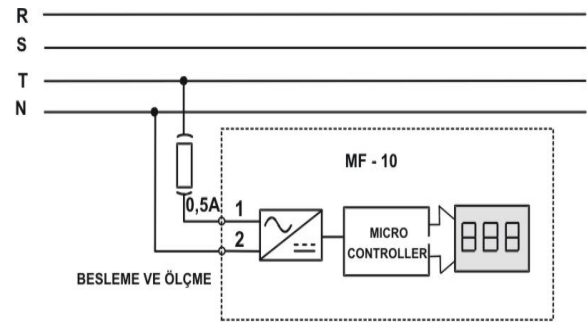 R
S
T
N
MF - 10
0,5A
1
2
MICRO
CONTROLLER
888
BESLEME VE ÖLÇME